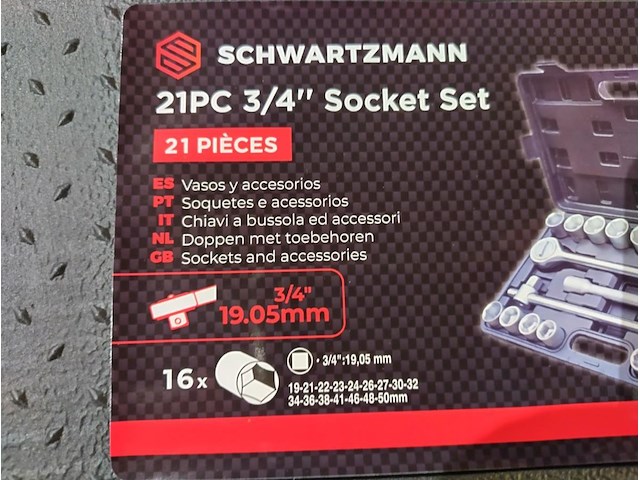 SCHWARTZMANN
21PC 3/4" Socket Set
21 PIÈCES
ES Vasos y accesorios
PT Soquetes e acessorios
IT Chiavi a bussola ed accessori
NL Doppen met toebehoren
GB Sockets and accessories
3/4"
19.05mm
16x
· 3/4":19,05 mm
19-21-22-23-24-26-27-30-32
34-36-38-41-46-48-50mm